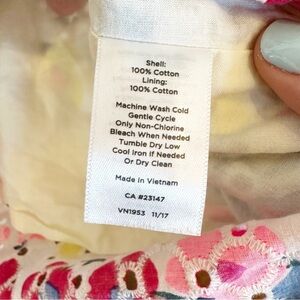 Shell:
100% Cotton
Lining:
100% Cotton
Machine Wash Cold
Gentle Cycle
Only Non-Chlorine
Bleach When Needed
Tumble Dry Low
Cool Iron If Needed
Or Dry Clean
Made in Vietnam
CA #23147
VN1953 11/17